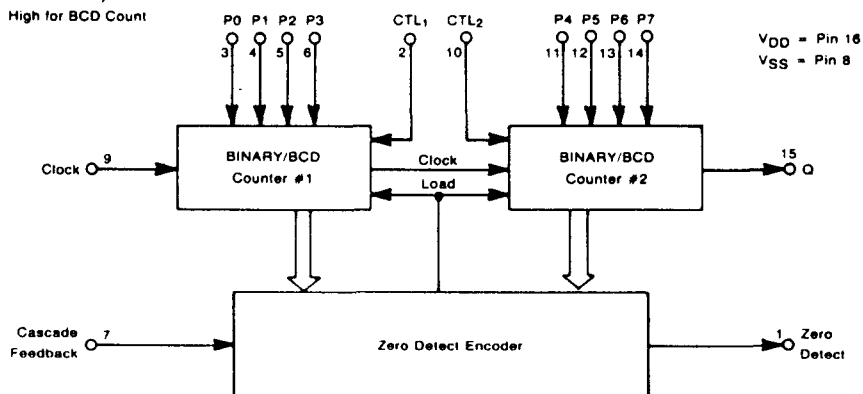 High for BCD Count
P0 P1 P2 P3
3 4 5 6
CTL1 CTL2
2 10
P4 P5 P6 P7
11 12 13 14
VDD = Pin 16
VSS = Pin 8
Clock 9
BINARY/BCD
Counter #1
Clock
Load
BINARY/BCD
Counter #2
15
Q
Cascade
Feedback
7
Zero Detect Encoder
1
Zero
Detect